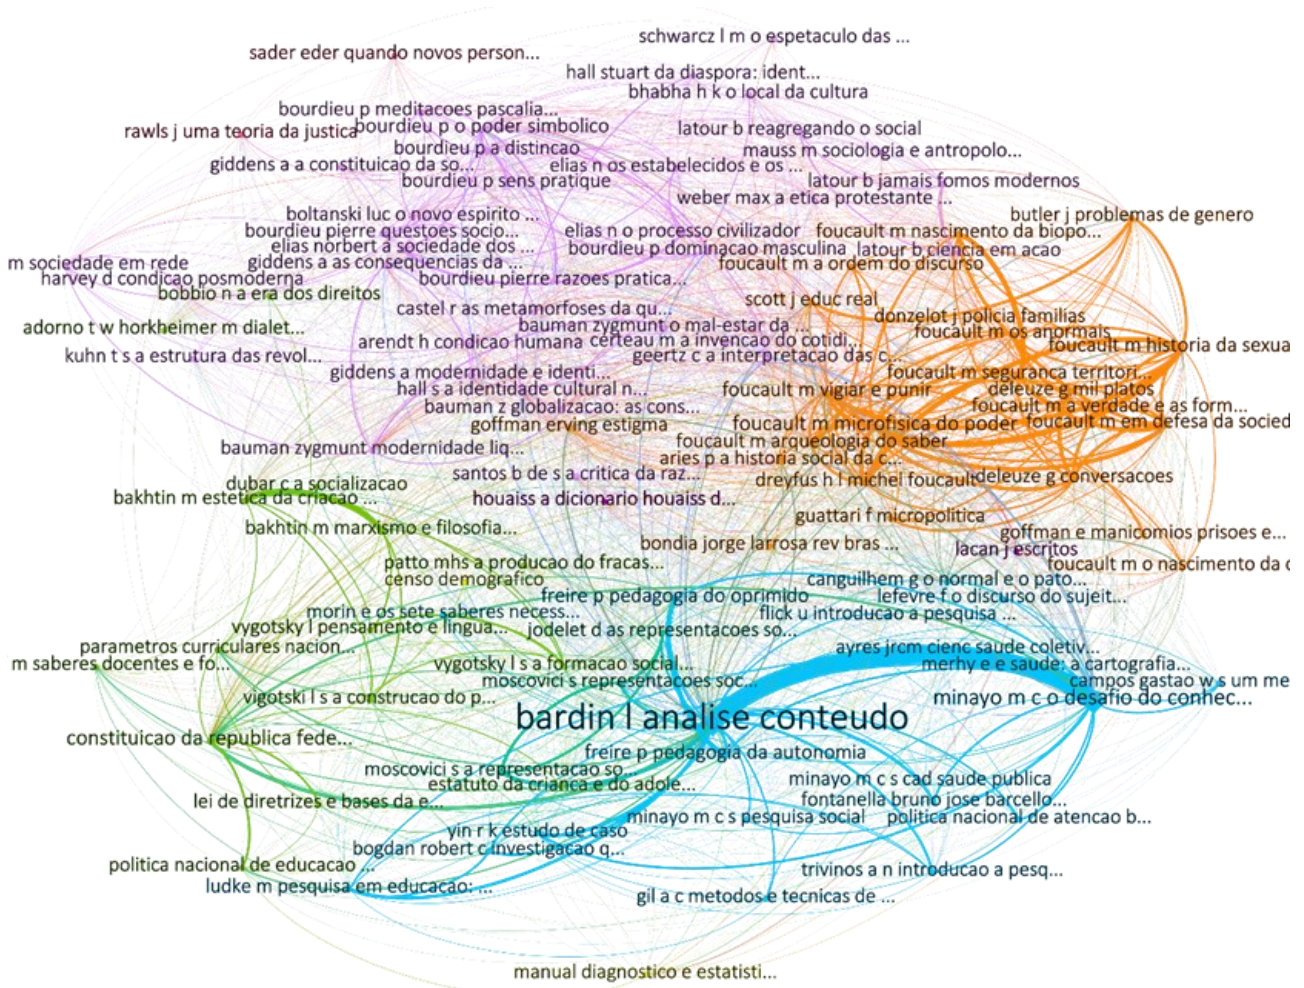 schwarcz l m o espetaculo das ...
sader eder quando novos person...
hall stuart da diaspora: ident...
bhabha h k o local da cultura
bourdieu p meditacoes pascalia...
rawls j uma teoria da justica
bourdieu p o poder simbolico
latour b reagregando o social
bourdieu p a distincao
mauss m sociologia e antropolo...
giddens a a constituicao da so...
elias n os estabelecidos e os ...
bourdieu p sens pratique
latour b jamais fomos modernos
weber max a etica protestante ...
boltanski luc o novo espirito ...
butler j problemas de genero
bourdieu pierre questoes socio...
elias n o processo civilizador
foucault m nascimento da biopo...
elias norbert a sociedade dos ...
bourdieu p dominacao masculina
latour b ciencia em acao
m sociedade em rede
giddens a as consequencias da ...
foucault m a ordem do discurso
harvey d condicao posmoderna
bourdieu pierre razoes pratica...
bobbio n a era dos direitos
scott j educ real
castel r as metamorfoses da qu...
donzelot j policia familias
adorno t w horkheimer m dialet...
bauman zygmunt o mal-estar da ...
foucault m os anormais
arendt h condicao humana
certeau m a invencao do cotidi...
foucault m historia da sexua
kuhn t s a estrutura das revol...
geertz c a interpretacao das c...
giddens a modernidade e identi...
foucault m seguranca territori...
hall s a identidade cultural n...
foucault m vigiar e punir
deleuze g mil platos
bauman z globalizacao: as cons...
foucault m a verdade e as form...
goffman erving estigma
foucault m microfisica do poder
foucault m em defesa da socied
foucault m arqueologia do saber
bauman zygmunt modernidade liq...
aries p a historia social da c...
santos b de s a critica da raz...
dreyfus h l michel foucault
deleuze g conversacoes
dubar c a socializacao
bakhtin m estetica da criacao ...
houaiss a dicionario houaiss d...
guattari f micropolitica
bakhtin m marxismo e filosofia...
goffman e manicomios prisoes e...
bondia jorge larrosa rev bras ...
lacan j escritos
patto mhs a producao do fracas...
foucault m o nascimento da c
censo demografico
canguilhem g o normal e o pato...
freire p pedagogia do oprimido
lefevre f o discurso do sujeit...
morin e os sete saberes necess...
flick u introducao a pesquisa ...
vygotsky l pensamento e lingua...
jodelet d as representacoes so...
parametros curriculares nacion...
ayres jrcm cienc saude coletiv...
m saberes docentes e fo...
vygotsky l s a formacao social...
merhy e e saude: a cartografia...
moscovici s representacoes soc...
campos gastao w s um me
vigotski l s a construcao do p...
minayo m c o desafio do conhec...
bardin l analise conteudo
constituicao da republica fede...
freire p pedagogia da autonomia
moscovici s a representacao so...
minayo m c s cad saude publica
estatuto da crianca e do adole...
lei de diretrizes e bases da e...
fontanella bruno jose barcello...
minayo m c s pesquisa social
politica nacional de atencao b...
yin r k estudo de caso
bogdan robert c investigacao q...
politica nacional de educacao ...
trivinos a n introducao a pesq...
ludke m pesquisa em educacao: ...
gil a c metodos e tecnicas de ...
manual diagnostico e estatisti...